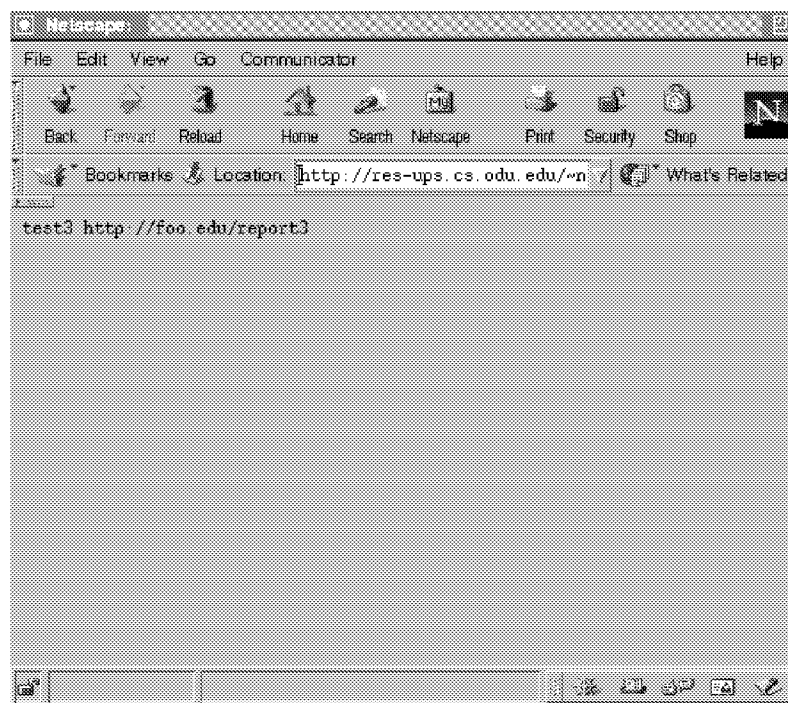 Netscape:
File Edit View Go Communicator Help
Back Forward Reload Home Search Netscape Print Security Shop
My
N
Bookmarks Location: http://res-ups.cs.odu.edu/~n What's Related
test3 http://foo.edu/report3